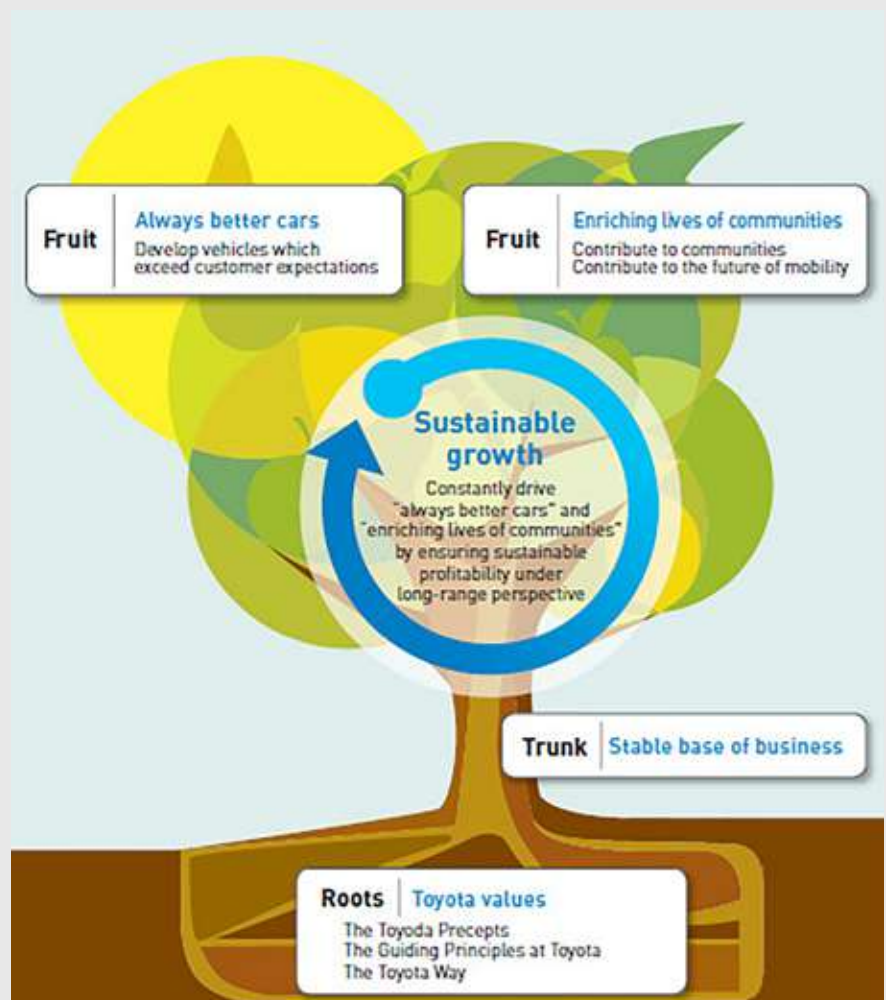 Fruit
Always better cars
Develop vehicles which
exceed customer expectations
Fruit
Enriching lives of communities
Contribute to communities
Contribute to the future of mobility
Sustainable
growth
Constantly drive
"always better cars" and
"enriching lives of communities"
by ensuring sustainable
profitability under
long-range perspective
Trunk
Stable base of business
Roots
Toyota values
The Toyoda Precepts
The Guiding Principles at Toyota
The Toyota Way